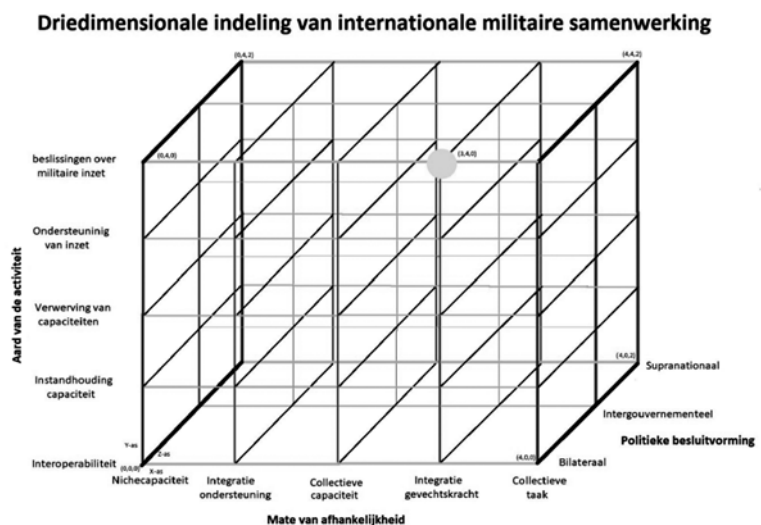 Driedimensionale indeling van internationale militaire samenwerking
(0,4,2)
(4,4,2)
beslissingen over
militaire inzet
(0,4,0)
(3,4,0)
Ondersteuninig
van inzet
Aard van de activiteit
Verwerving van
capaciteiten
Instandhouding
capaciteit
(4,0,2)
Supranationaal
Intergouvernementeel
Politieke besluitvorming
Bilateraal
Y-as
Z-as
X-as
Interoperabiliteit
(0,0,0)
(4,0,0)
Nichecapaciteit
Integratie
ondersteuning
Collectieve
capaciteit
Integratie
gevechtskracht
Collectieve
taak
Mate van afhankelijkheid